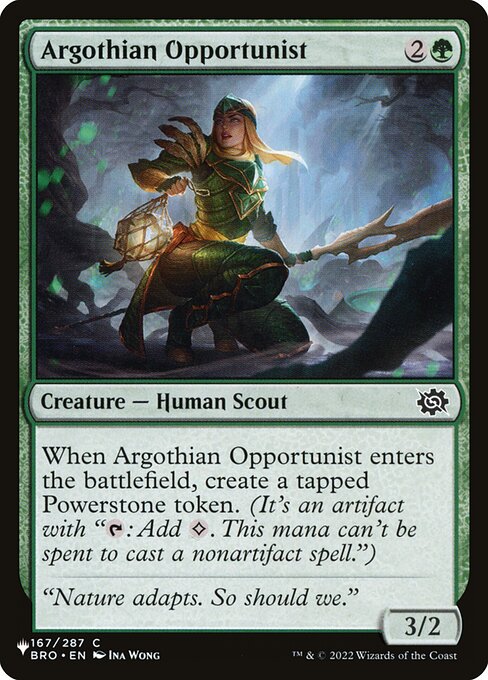 Argothian Opportunist 2
Creature — Human Scout
When Argothian Opportunist enters
the battlefield, create a tapped
Powerstone token. (It's an artifact
with “: Add . This mana can't be
spent to cast a nonartifact spell.”)
“Nature adapts. So should we.”
3/2
167/287 C
BRO • EN Ina Wong
™ & © 2022 Wizards of the Coast